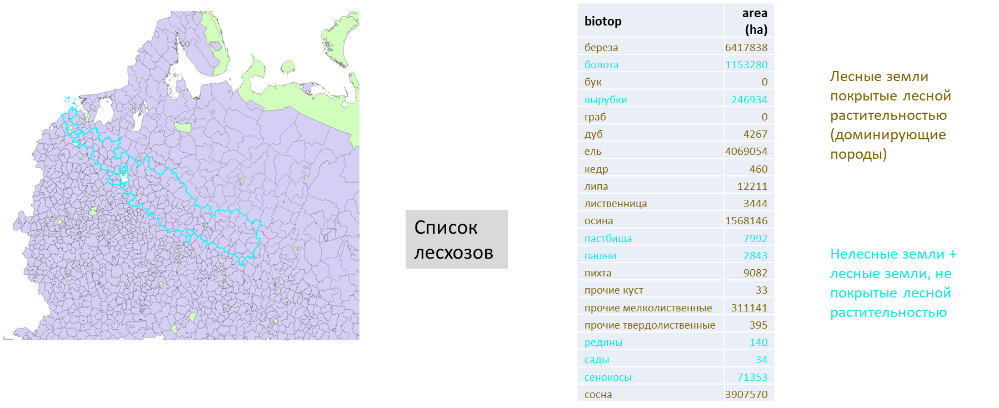 Список
лесхозов
biotop area (ha)
береза 6417838
болота 1153280
бук 0
вырубки 246934
граб 0
дуб 4267
ель 4069054
кедр 460
липа 12211
лиственница 3444
осина 1568146
пастбища 7992
пашни 2843
пихта 9082
прочие куст 33
прочие мелколиственные 311141
прочие твердолиственные 395
редины 140
сады 34
сенокосы 71353
сосна 3907570
Лесные земли
покрытые лесной
растительностью
(доминирующие
породы)
Нелесные земли +
лесные земли, не
покрытые лесной
растительностью